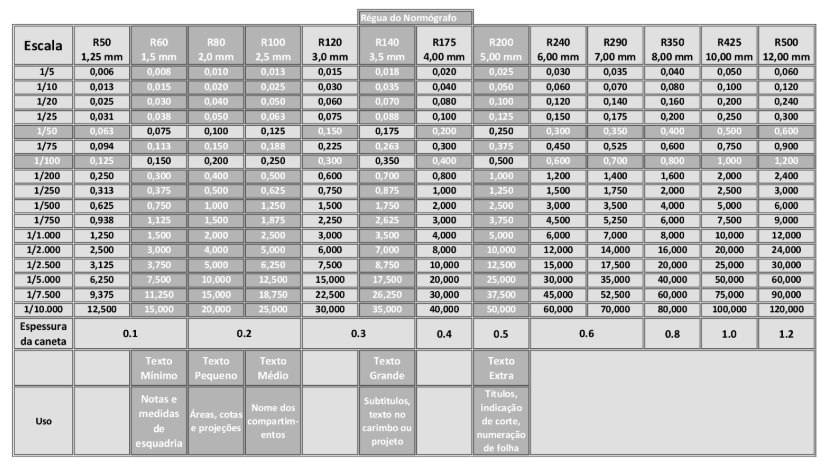 Régua do Normógrafo
Escala R50 R60 R80 R100 R120 R140 R175 R200 R240 R290 R350 R425 R500
1,25 mm 1,5 mm 2,0 mm 2,5 mm 3,0 mm 3,5 mm 4,00 mm 5,00 mm 6,00 mm 7,00 mm 8,00 mm 10,00 mm 12,00 mm
1/5 0,006 0,008 0,010 0,013 0,015 0,018 0,020 0,025 0,030 0,035 0,040 0,050 0,060
1/10 0,013 0,015 0,020 0,025 0,030 0,035 0,040 0,050 0,060 0,070 0,080 0,100 0,120
1/20 0,025 0,030 0,040 0,050 0,060 0,070 0,080 0,100 0,120 0,140 0,160 0,200 0,240
1/25 0,031 0,038 0,050 0,063 0,075 0,088 0,100 0,125 0,150 0,175 0,200 0,250 0,300
1/50 0,063 0,075 0,100 0,125 0,150 0,175 0,200 0,250 0,300 0,350 0,400 0,500 0,600
1/75 0,094 0,113 0,150 0,188 0,225 0,263 0,300 0,375 0,450 0,525 0,600 0,750 0,900
1/100 0,125 0,150 0,200 0,250 0,300 0,350 0,400 0,500 0,600 0,700 0,800 1,000 1,200
1/200 0,250 0,300 0,400 0,500 0,600 0,700 0,800 1,000 1,200 1,400 1,600 2,000 2,400
1/250 0,313 0,375 0,500 0,625 0,750 0,875 1,000 1,250 1,500 1,750 2,000 2,500 3,000
1/500 0,625 0,750 1,000 1,250 1,500 1,750 2,000 2,500 3,000 3,500 4,000 5,000 6,000
1/750 0,938 1,125 1,500 1,875 2,250 2,625 3,000 3,750 4,500 5,250 6,000 7,500 9,000
1/1.000 1,250 1,500 2,000 2,500 3,000 3,500 4,000 5,000 6,000 7,000 8,000 10,000 12,000
1/2.000 2,500 3,000 4,000 5,000 6,000 7,000 8,000 10,000 12,000 14,000 16,000 20,000 24,000
1/2.500 3,125 3,750 5,000 6,250 7,500 8,750 10,000 12,500 15,000 17,500 20,000 25,000 30,000
1/5.000 6,250 7,500 10,000 12,500 15,000 17,500 20,000 25,000 30,000 35,000 40,000 50,000 60,000
1/7.500 9,375 11,250 15,000 18,750 22,500 26,250 30,000 37,500 45,000 52,500 60,000 75,000 90,000
1/10.000 12,500 15,000 20,000 25,000 30,000 35,000 40,000 50,000 60,000 70,000 80,000 100,000 120,000
Espessura
da caneta 0.1 0.2 0.3 0.4 0.5 0.6 0.8 1.0 1.2
Texto Texto Texto Texto Texto
Mínimo Pequeno Médio Grande Extra
Uso
Notas e
medidas
de
esquadria
Áreas, cotas
e projeções
Nome dos
compartim-
entos
Subtitulos,
texto no
carimbo ou
projeto
Titulos,
indicação
de corte,
numeração
de folha